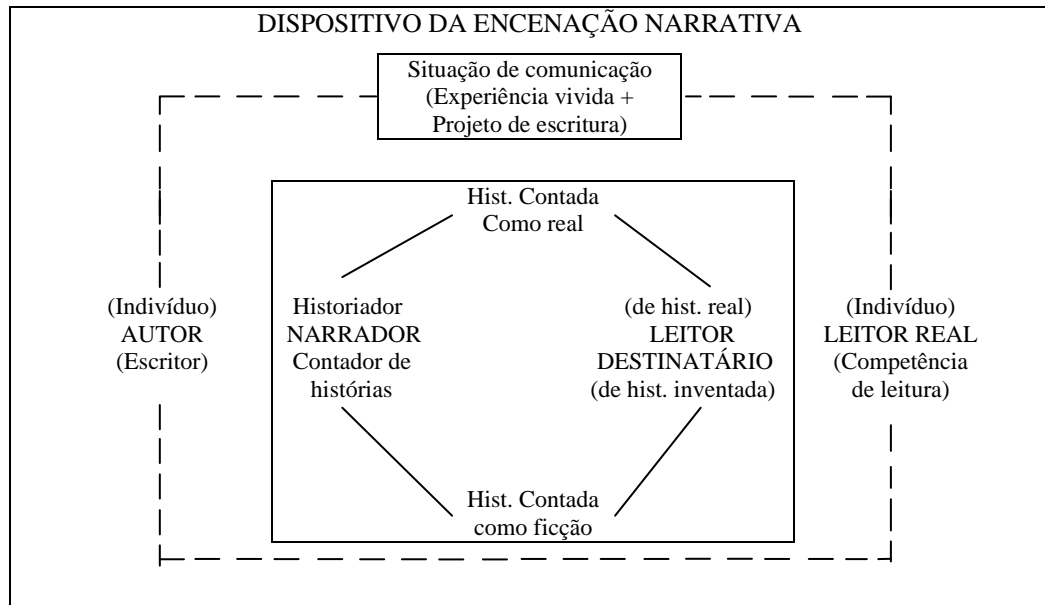 DISPOSITIVO DA ENCENAÇÃO NARRATIVA
Situação de comunicação
(Experiência vivida +
Projeto de escritura)
Hist. Contada
Como real
(Indivíduo)
AUTOR
(Escritor)
Historiador
NARRADOR
Contador de
histórias
(de hist. real)
LEITOR
DESTINATÁRIO
(de hist. inventada)
(Indivíduo)
LEITOR REAL
(Competência
de leitura)
Hist. Contada
como ficção